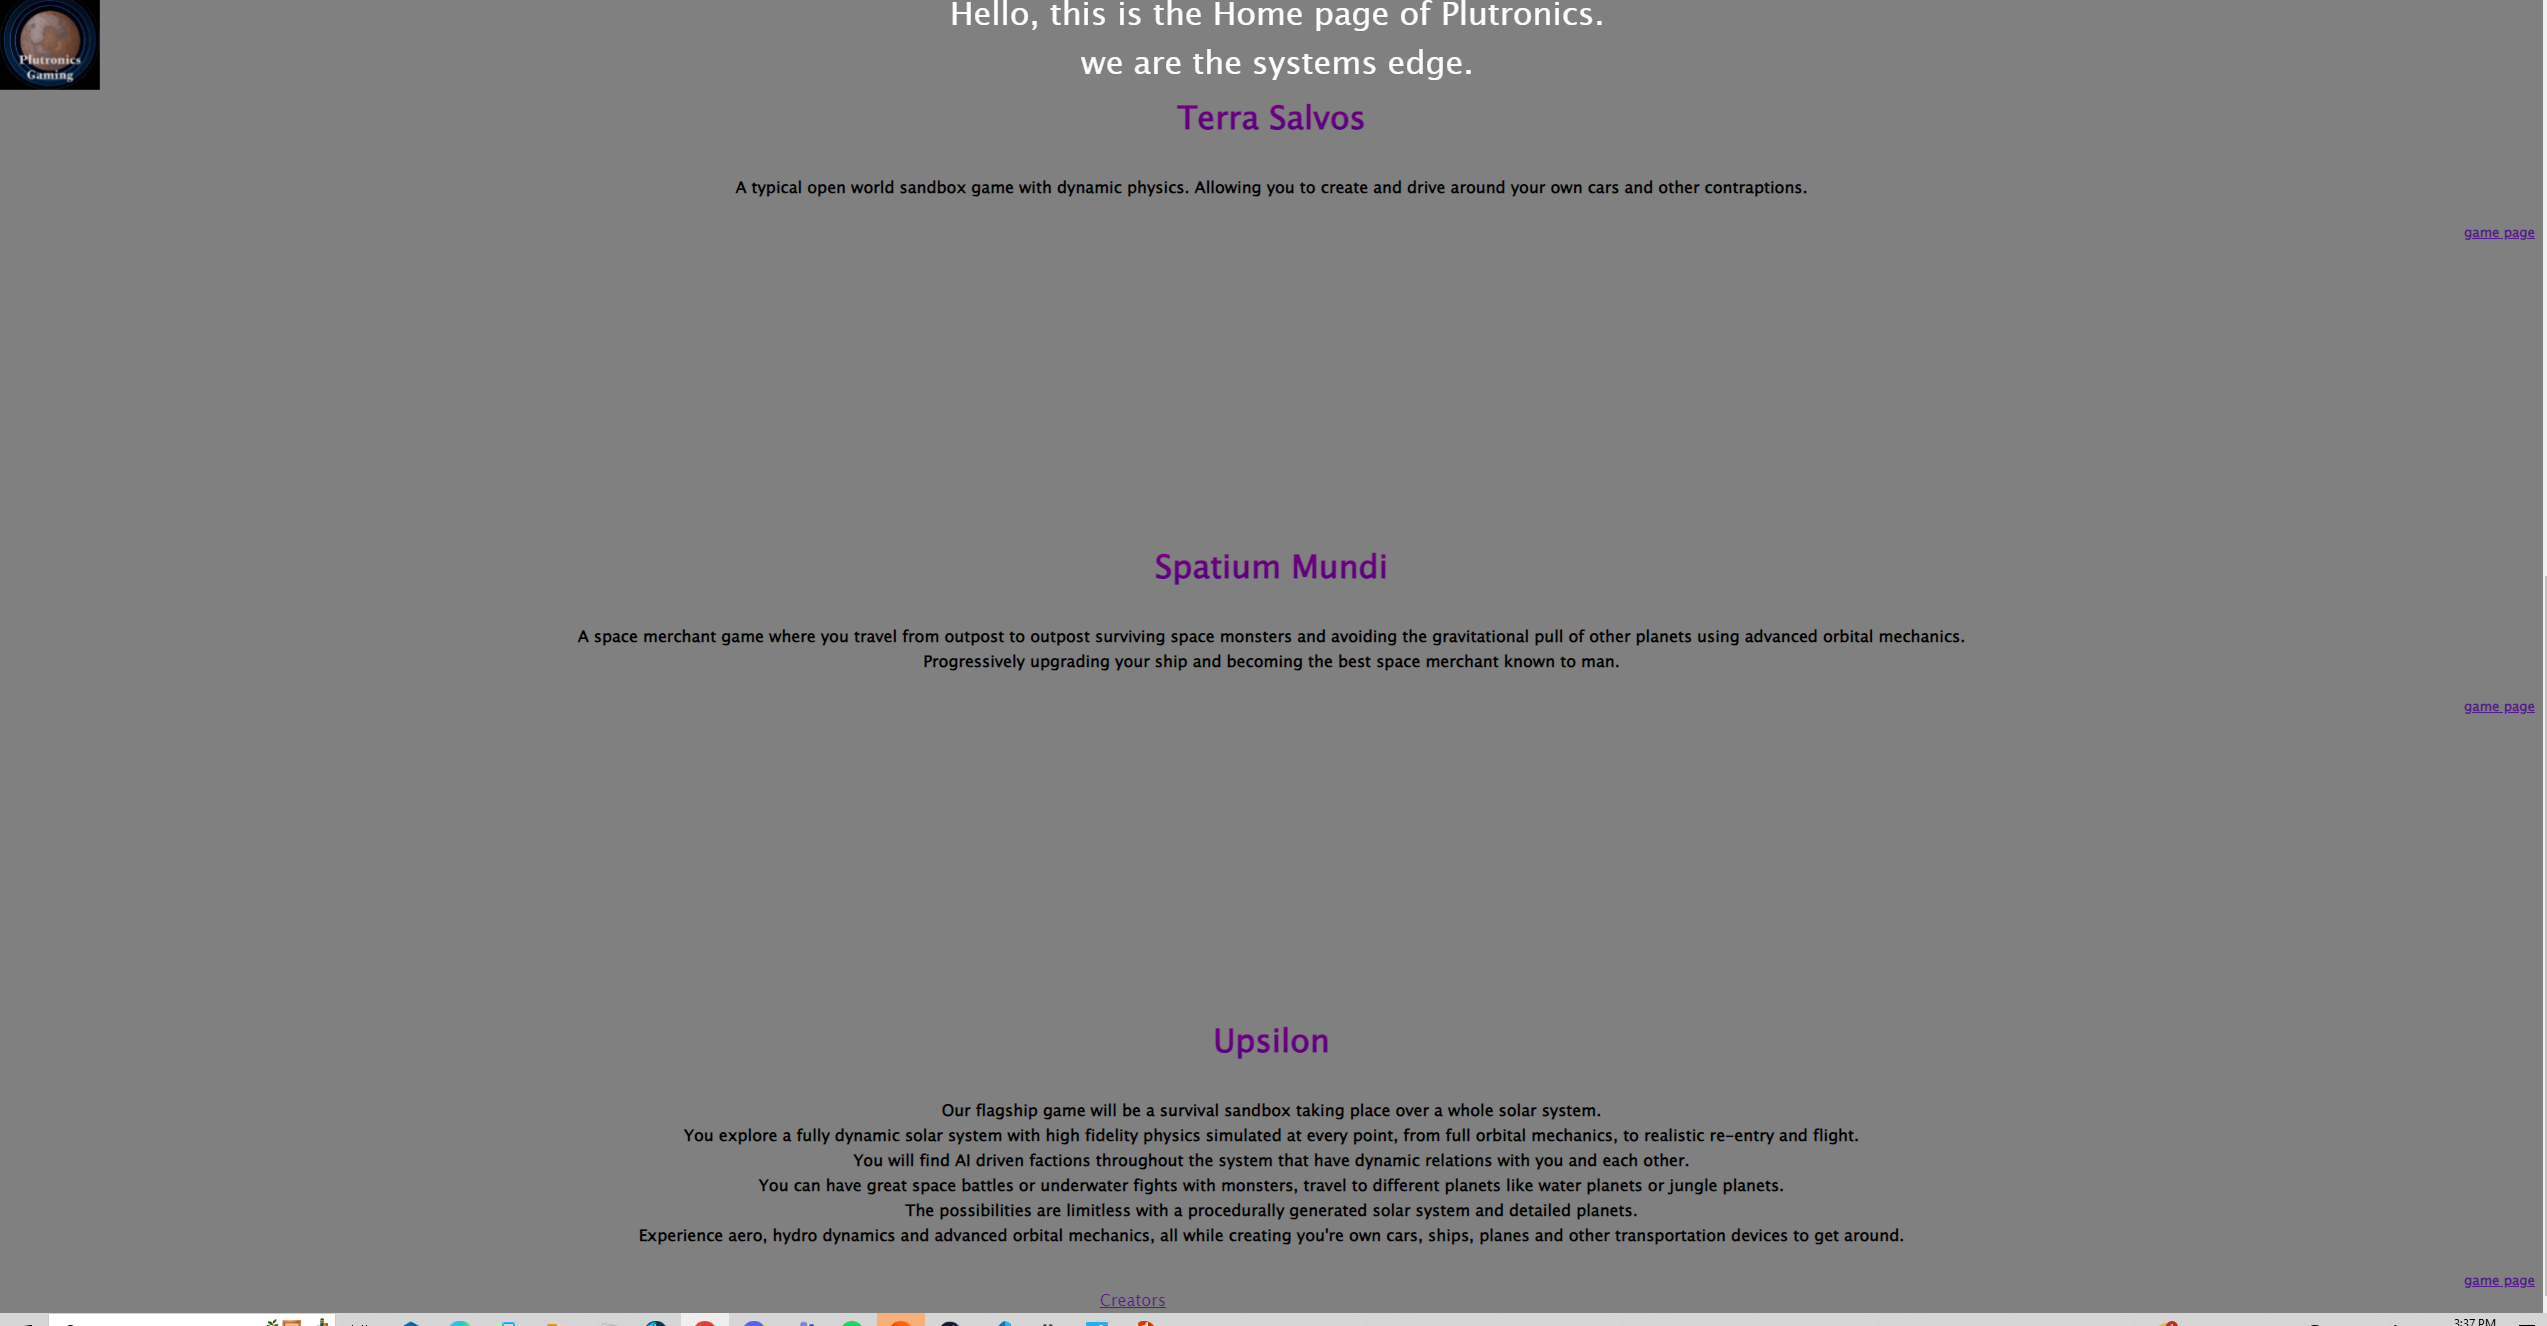 Plutronics
Gaming
Hello, this is the Home page of Plutronics.
we are the systems edge.
Terra Salvos
A typical open world sandbox game with dynamic physics. Allowing you to create and drive around your own cars and other contraptions.
game page
Spatium Mundi
A space merchant game where you travel from outpost to outpost surviving space monsters and avoiding the gravitational pull of other planets using advanced orbital mechanics.
Progressively upgrading your ship and becoming the best space merchant known to man.
game page
Upsilon
Our flagship game will be a survival sandbox taking place over a whole solar system.
You explore a fully dynamic solar system with high fidelity physics simulated at every point, from full orbital mechanics, to realistic re-entry and flight.
You will find AI driven factions throughout the system that have dynamic relations with you and each other.
You can have great space battles or underwater fights with monsters, travel to different planets like water planets or jungle planets.
The possibilities are limitless with a procedurally generated solar system and detailed planets.
Experience aero, hydro dynamics and advanced orbital mechanics, all while creating you're own cars, ships, planes and other transportation devices to get around.
game page
Creators
3:37 PM